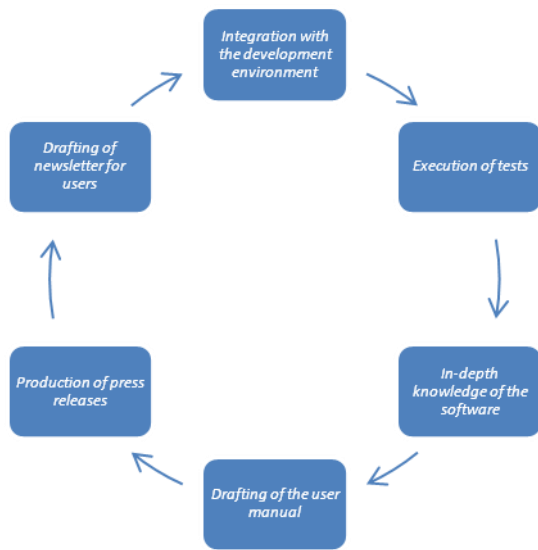 Integration with
the development
environment
Execution of tests
In-depth
knowledge of the
software
Drafting of the user
manual
Production of press
releases
Drafting of
newsletter for
users